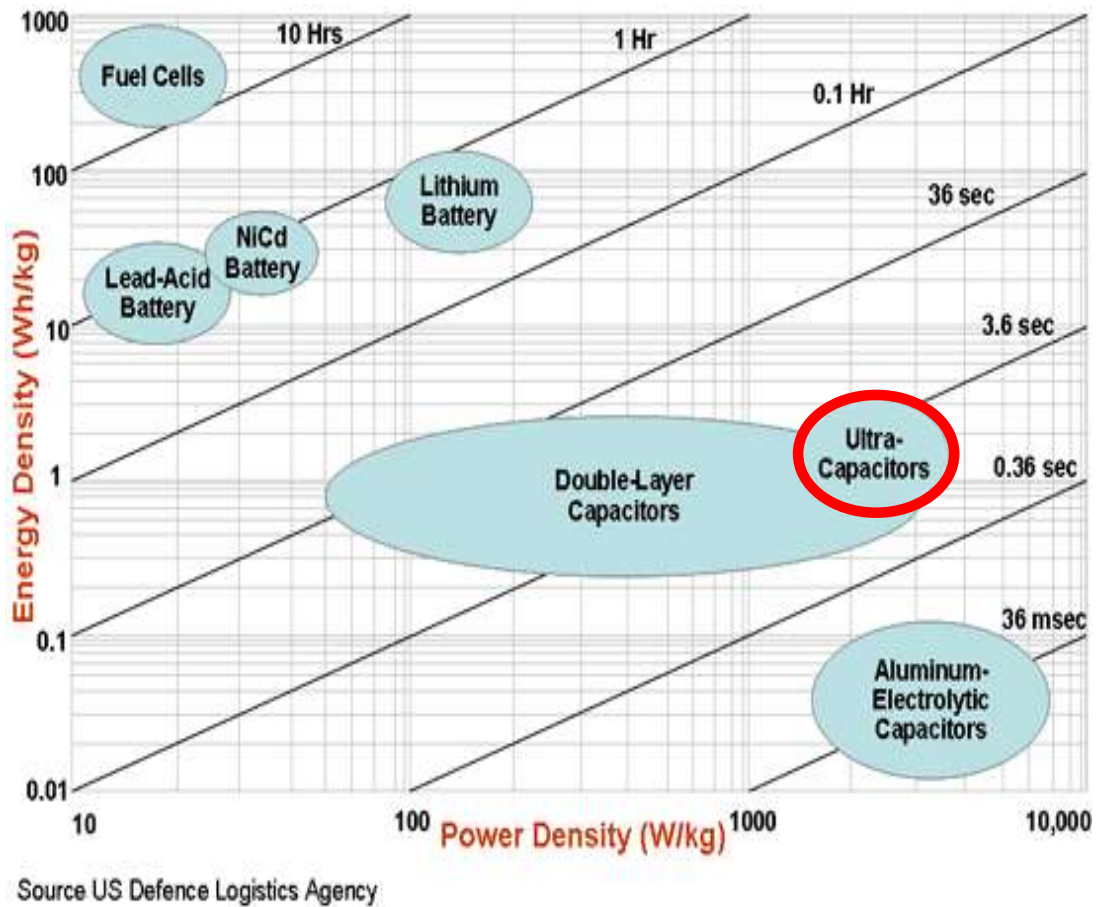 1000
10 Hrs
1 Hr
Fuel Cells
0.1 Hr
100
Lithium
Battery
36 sec
NiCd
Battery
Lead-Acid
Battery
10
3.6 sec
Ultra-
Capacitors
1
Double-Layer
Capacitors
0.36 sec
0.1
36 msec
Aluminum-
Electrolytic
Capacitors
0.01
Energy Density (Wh/kg)
10
100
1000
10,000
Power Density (W/kg)
Source US Defence Logistics Agency